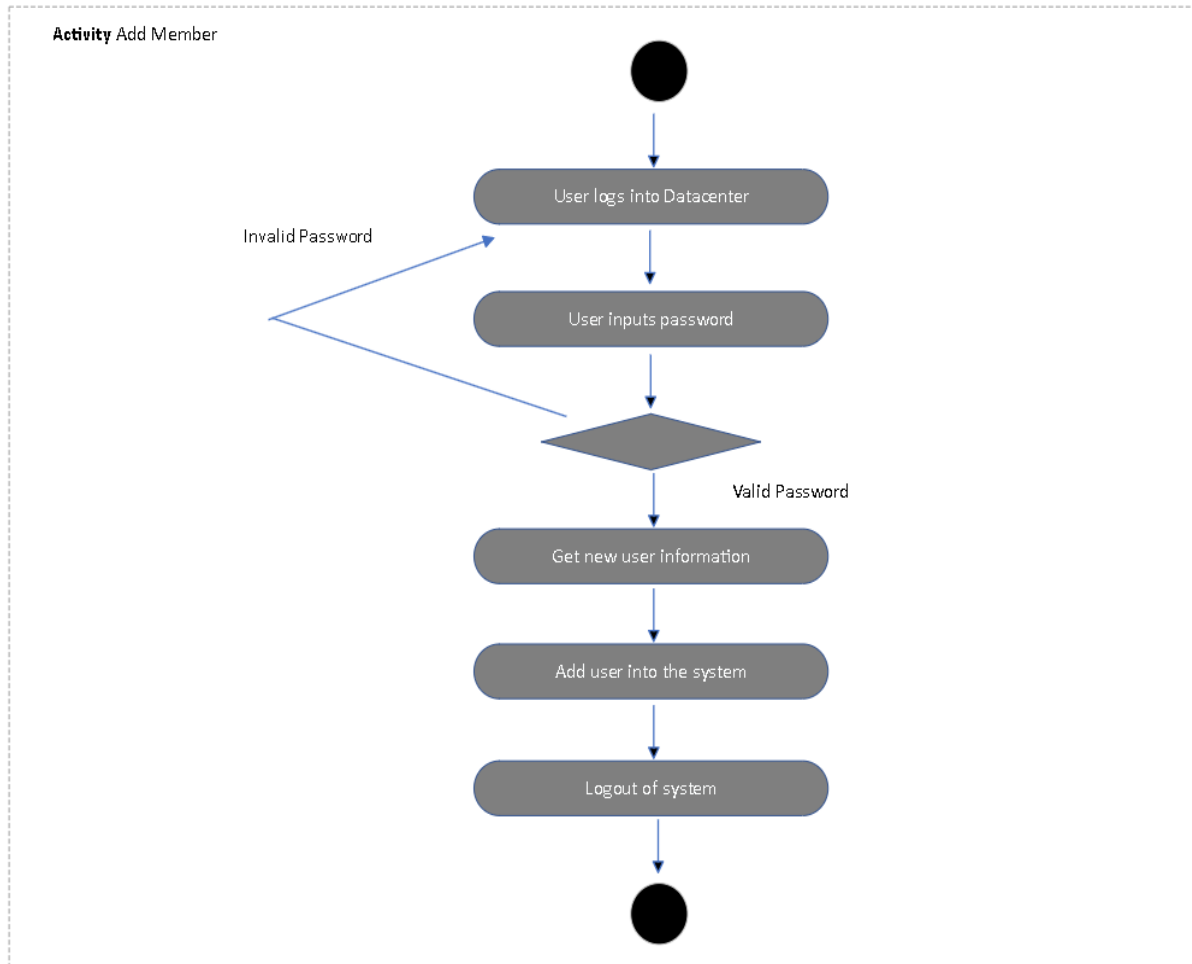 Activity Add Member
User logs into Datacenter
Invalid Password
User inputs password
Valid Password
Get new user information
Add user into the system
Logout of system